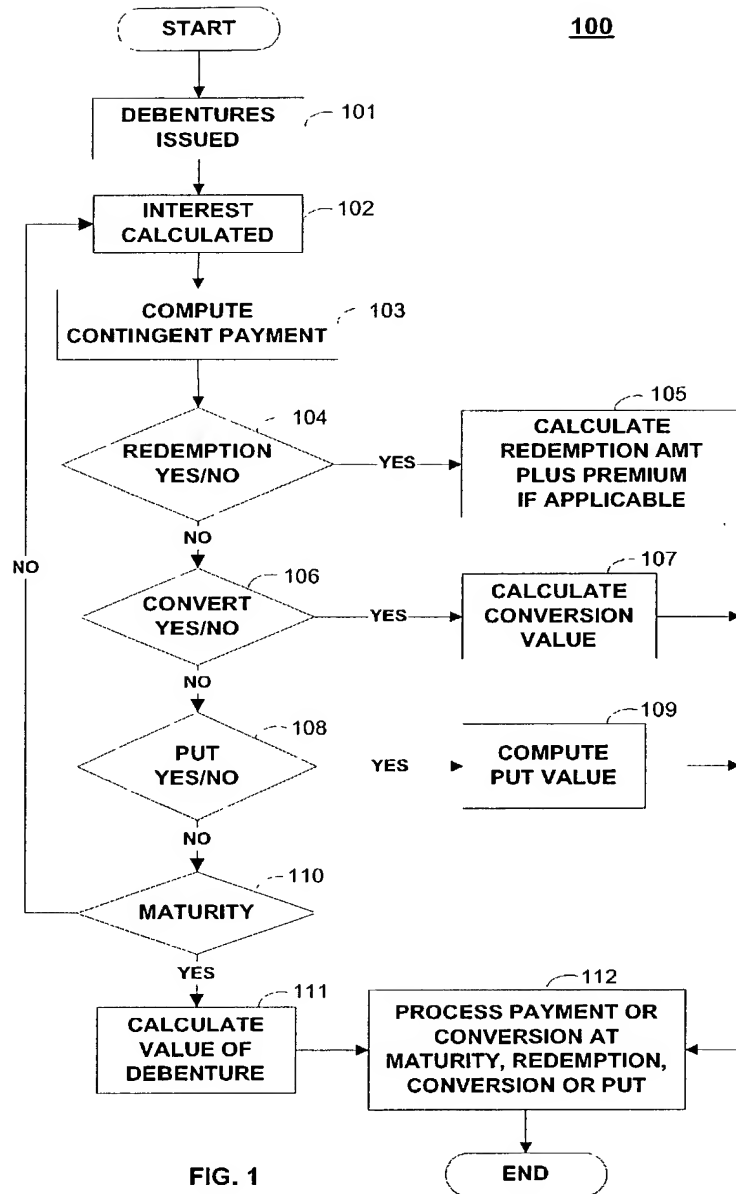 START
100
DEBENTURES
ISSUED
101
INTEREST
CALCULATED
102
COMPUTE
CONTINGENT PAYMENT
103
REDEMPTION
YES/NO
104
YES
CALCULATE
REDEMPTION AMT
PLUS PREMIUM
IF APPLICABLE
105
NO
NO
CONVERT
YES/NO
106
YES
CALCULATE
CONVERSION
VALUE
107
NO
PUT
YES/NO
108
YES
COMPUTE
PUT VALUE
109
NO
MATURITY
110
YES
CALCULATE
VALUE OF
DEBENTURE
111
PROCESS PAYMENT OR
CONVERSION AT
MATURITY, REDEMPTION,
CONVERSION OR PUT
112
FIG. 1
END